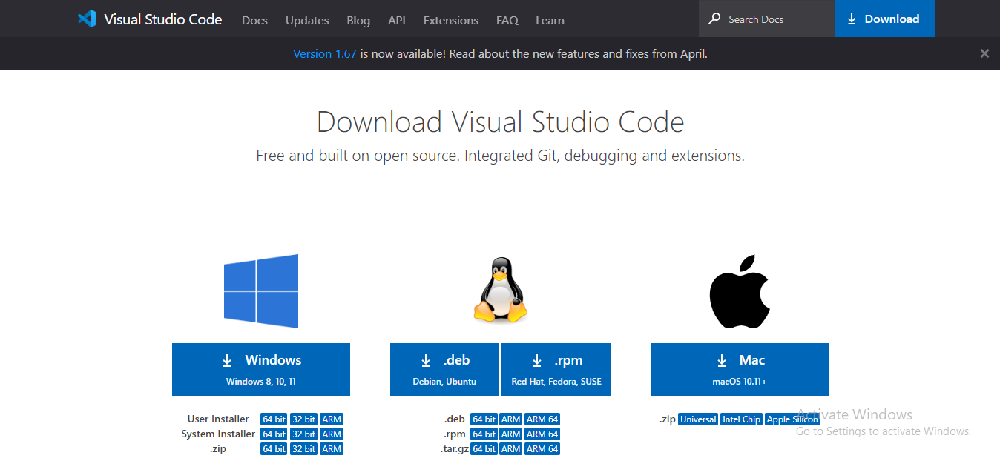 Visual Studio Code Docs Updates Blog API Extensions FAQ Learn Search Docs Download
Version 1.67 is now available! Read about the new features and fixes from April.
Download Visual Studio Code
Free and built on open source. Integrated Git, debugging and extensions.
Windows
Windows 8, 10, 11
User Installer 64 bit 32 bit ARM
System Installer 64 bit 32 bit ARM
.zip 64 bit 32 bit ARM
.deb
Debian, Ubuntu
.rpm
Red Hat, Fedora, SUSE
.deb 64 bit ARM ARM 64
.rpm 64 bit ARM ARM 64
.tar.gz 64 bit ARM ARM 64
Mac
macOS 10.11+
.zip Universal Intel Chip Apple Silicon
Activate Windows
Go to Settings to activate Windows.